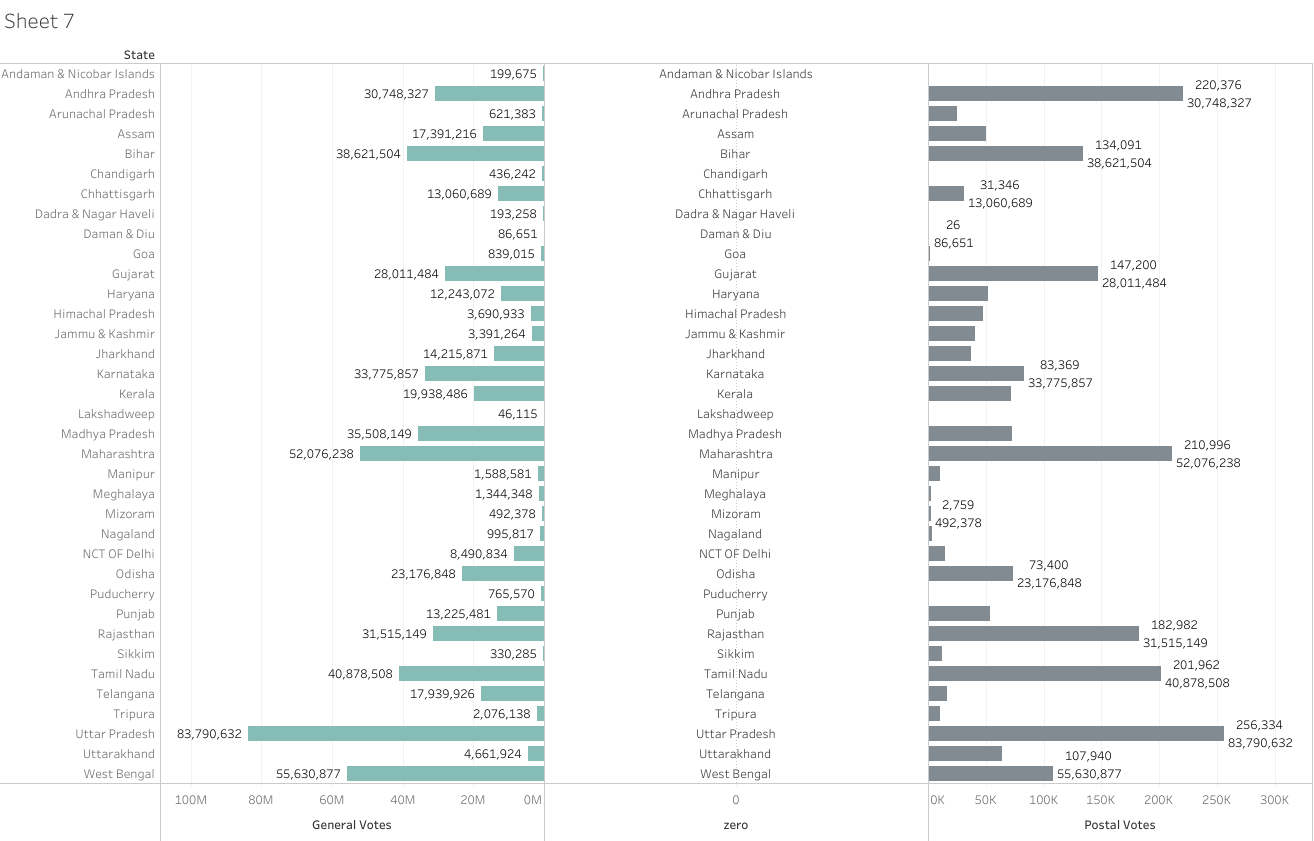 Sheet 7
State
Andaman & Nicobar Islands 199,675 Andaman & Nicobar Islands
Andhra Pradesh 30,748,327 Andhra Pradesh 220,376
30,748,327
Arunachal Pradesh 621,383 Arunachal Pradesh
Assam 17,391,216 Assam
Bihar 38,621,504 Bihar 134,091
38,621,504
Chandigarh 436,242 Chandigarh
Chhattisgarh 13,060,689 Chhattisgarh 31,346
13,060,689
Dadra & Nagar Haveli 193,258 Dadra & Nagar Haveli
Daman & Diu 86,651 Daman & Diu 26
86,651
Goa 839,015 Goa
Gujarat 28,011,484 Gujarat 147,200
28,011,484
Haryana 12,243,072 Haryana
Himachal Pradesh 3,690,933 Himachal Pradesh
Jammu & Kashmir 3,391,264 Jammu & Kashmir
Jharkhand 14,215,871 Jharkhand
Karnataka 33,775,857 Karnataka 83,369
33,775,857
Kerala 19,938,486 Kerala
Lakshadweep 46,115 Lakshadweep
Madhya Pradesh 35,508,149 Madhya Pradesh
Maharashtra 52,076,238 Maharashtra 210,996
52,076,238
Manipur 1,588,581 Manipur
Meghalaya 1,344,348 Meghalaya
Mizoram 492,378 Mizoram 2,759
492,378
Nagaland 995,817 Nagaland
NCT OF Delhi 8,490,834 NCT OF Delhi
Odisha 23,176,848 Odisha 73,400
23,176,848
Puducherry 765,570 Puducherry
Punjab 13,225,481 Punjab
Rajasthan 31,515,149 Rajasthan 182,982
31,515,149
Sikkim 330,285 Sikkim
Tamil Nadu 40,878,508 Tamil Nadu 201,962
40,878,508
Telangana 17,939,926 Telangana
Tripura 2,076,138 Tripura
Uttar Pradesh 83,790,632 Uttar Pradesh 256,334
83,790,632
Uttarakhand 4,661,924 Uttarakhand
West Bengal 55,630,877 West Bengal 107,940
55,630,877
100M 80M 60M 40M 20M 0M 0 0K 50K 100K 150K 200K 250K 300K
General Votes zero Postal Votes